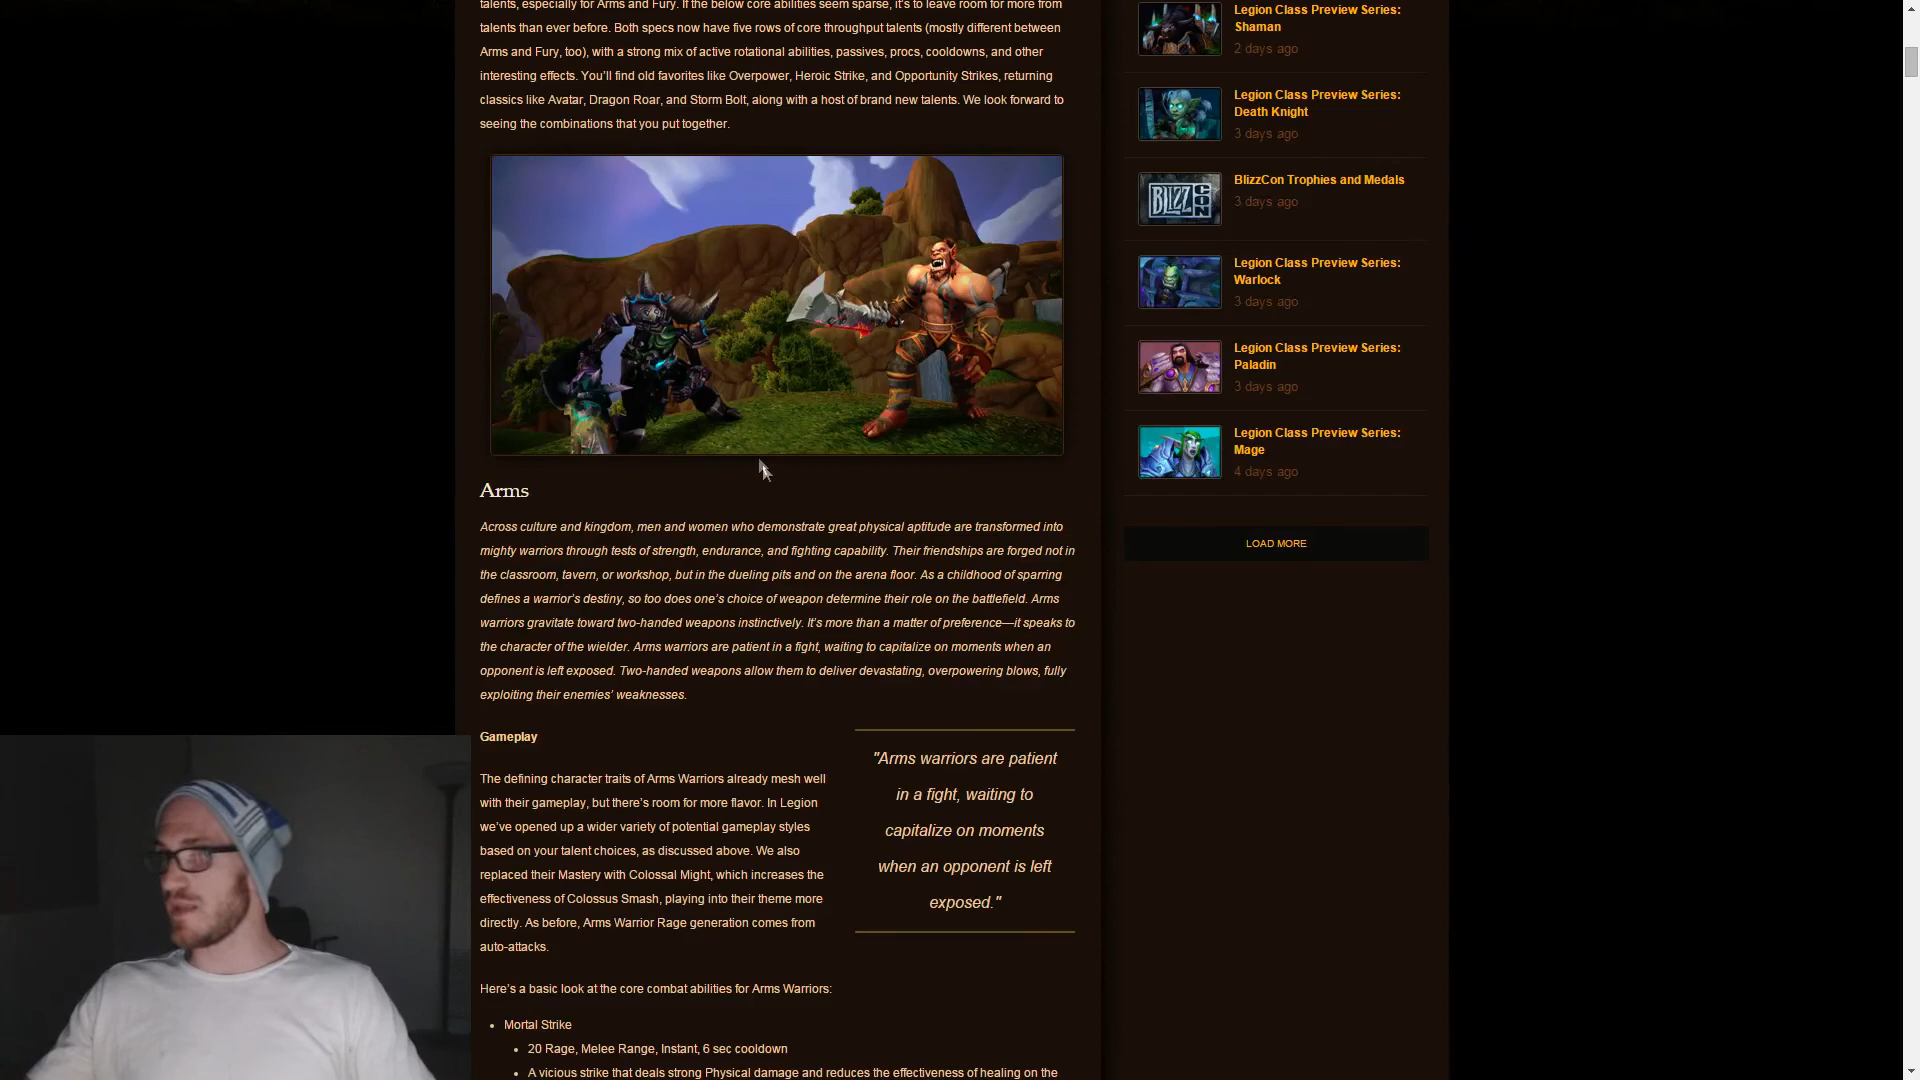 talents, especially for Arms and Fury. If the below core abilities seem sparse, it's to leave room for more from
talents than ever before. Both specs now have five rows of core throughput talents (mostly different between
Arms and Fury, too), with a strong mix of active rotational abilities, passives, procs, cooldowns, and other
interesting effects. You'll find old favorites like Overpower, Heroic Strike, and Opportunity Strikes, returning
classics like Avatar, Dragon Roar, and Storm Bolt, along with a host of brand new talents. We look forward to
seeing the combinations that you put together.
Arms
Across culture and kingdom, men and women who demonstrate great physical aptitude are transformed into
mighty warriors through tests of strength, endurance, and fighting capability. Their friendships are forged not in
the classroom, tavern, or workshop, but in the dueling pits and on the arena floor. As a childhood of sparring
defines a warrior's destiny, so too does one's choice of weapon determine their role on the battlefield. Arms
warriors gravitate toward two-handed weapons instinctively. It's more than a matter of preference—it speaks to
the character of the wielder. Arms warriors are patient in a fight, waiting to capitalize on moments when an
opponent is left exposed. Two-handed weapons allow them to deliver devastating, overpowering blows, fully
exploiting their enemies' weaknesses.
Gameplay
The defining character traits of Arms Warriors already mesh well
with their gameplay, but there's room for more flavor. In Legion
we've opened up a wider variety of potential gameplay styles
based on your talent choices, as discussed above. We also
replaced their Mastery with Colossal Might, which increases the
effectiveness of Colossus Smash, playing into their theme more
directly. As before, Arms Warrior Rage generation comes from
auto-attacks.
"Arms warriors are patient
in a fight, waiting to
capitalize on moments
when an opponent is left
exposed."
Here's a basic look at the core combat abilities for Arms Warriors:
• Mortal Strike
• 20 Rage, Melee Range, Instant, 6 sec cooldown
• A vicious strike that deals strong Physical damage and reduces the effectiveness of healing on the
Legion Class Preview Series:
Shaman
2 days ago
Legion Class Preview Series:
Death Knight
3 days ago
BLIZZ
CON
BlizzCon Trophies and Medals
3 days ago
Legion Class Preview Series:
Warlock
3 days ago
Legion Class Preview Series:
Paladin
3 days ago
Legion Class Preview Series:
Mage
4 days ago
LOAD MORE